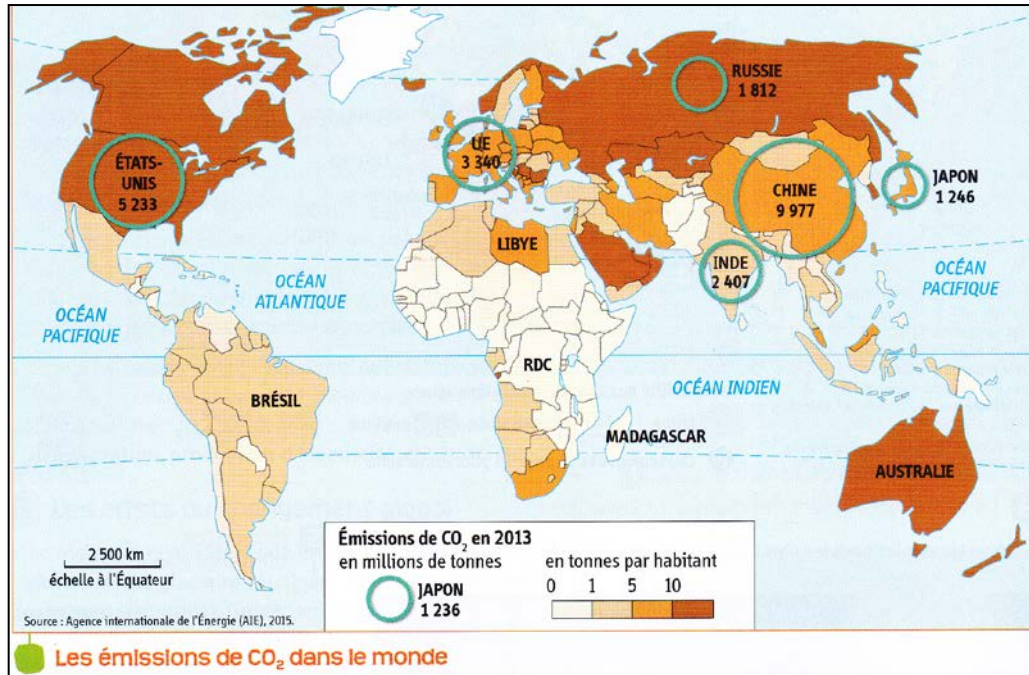 RUSSIE
1 812
UE
3 340
ÉTATS-
UNIS
5 233
CHINE
9 977
JAPON
1 246
LIBYE
INDE
2 407
OCÉAN
ATLANTIQUE
OCÉAN
PACIFIQUE
OCÉAN
PACIFIQUE
RDC
OCÉAN INDIEN
BRÉSIL
MADAGASCAR
AUSTRALIE
2 500 km
échelle à l'Équateur
Émissions de CO₂ en 2013
en millions de tonnes
JAPON
1 236
en tonnes par habitant
0 1 5 10
Source : Agence internationale de l'Énergie (AIE), 2015.
Les émissions de CO₂ dans le monde